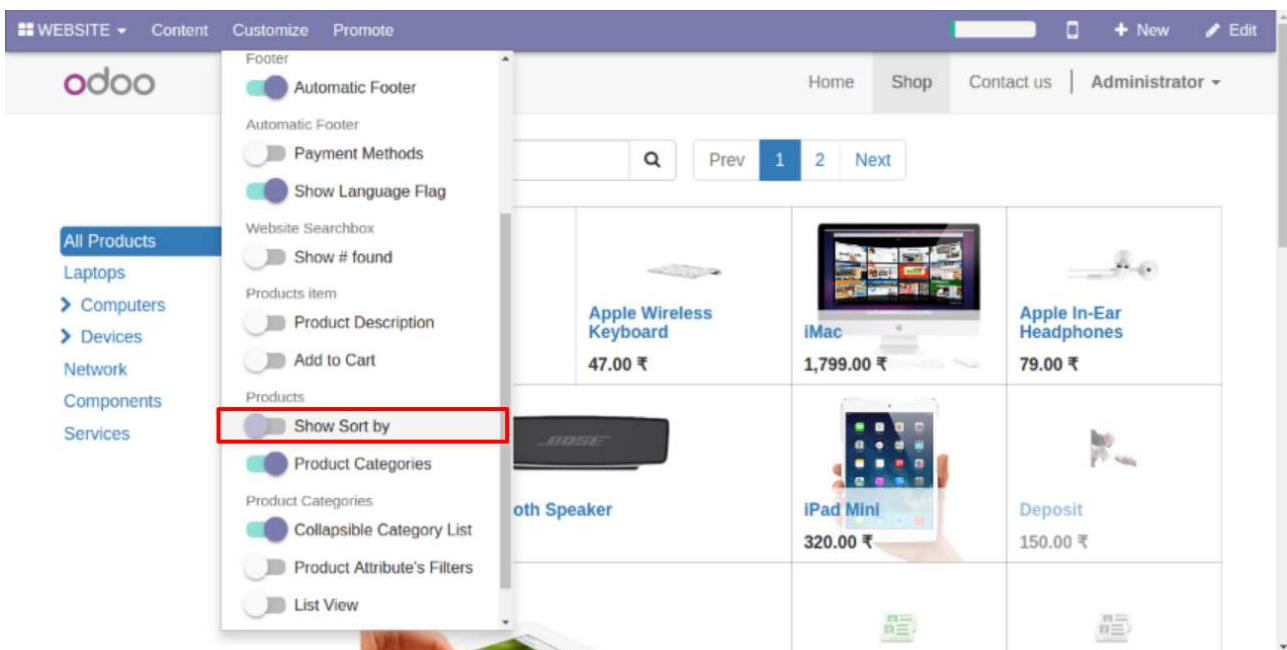 WEBSITE Content Customize Promote New Edit
odoo
Home Shop Contact us Administrator
Footer
Automatic Footer
Automatic Footer
Payment Methods
Show Language Flag
Website Searchbox
Show # found
Products item
Product Description
Add to Cart
Products
Show Sort by
Product Categories
Product Categories
Collapsible Category List
Product Attribute's Filters
List View
Prev 1 2 Next
All Products
Laptops
Computers
Devices
Network
Components
Services
Apple Wireless
Keyboard
47.00 ₹
iMac
1,799.00 ₹
Apple In-Ear
Headphones
79.00 ₹
BOSE
oth Speaker
iPad Mini
320.00 ₹
Deposit
150.00 ₹